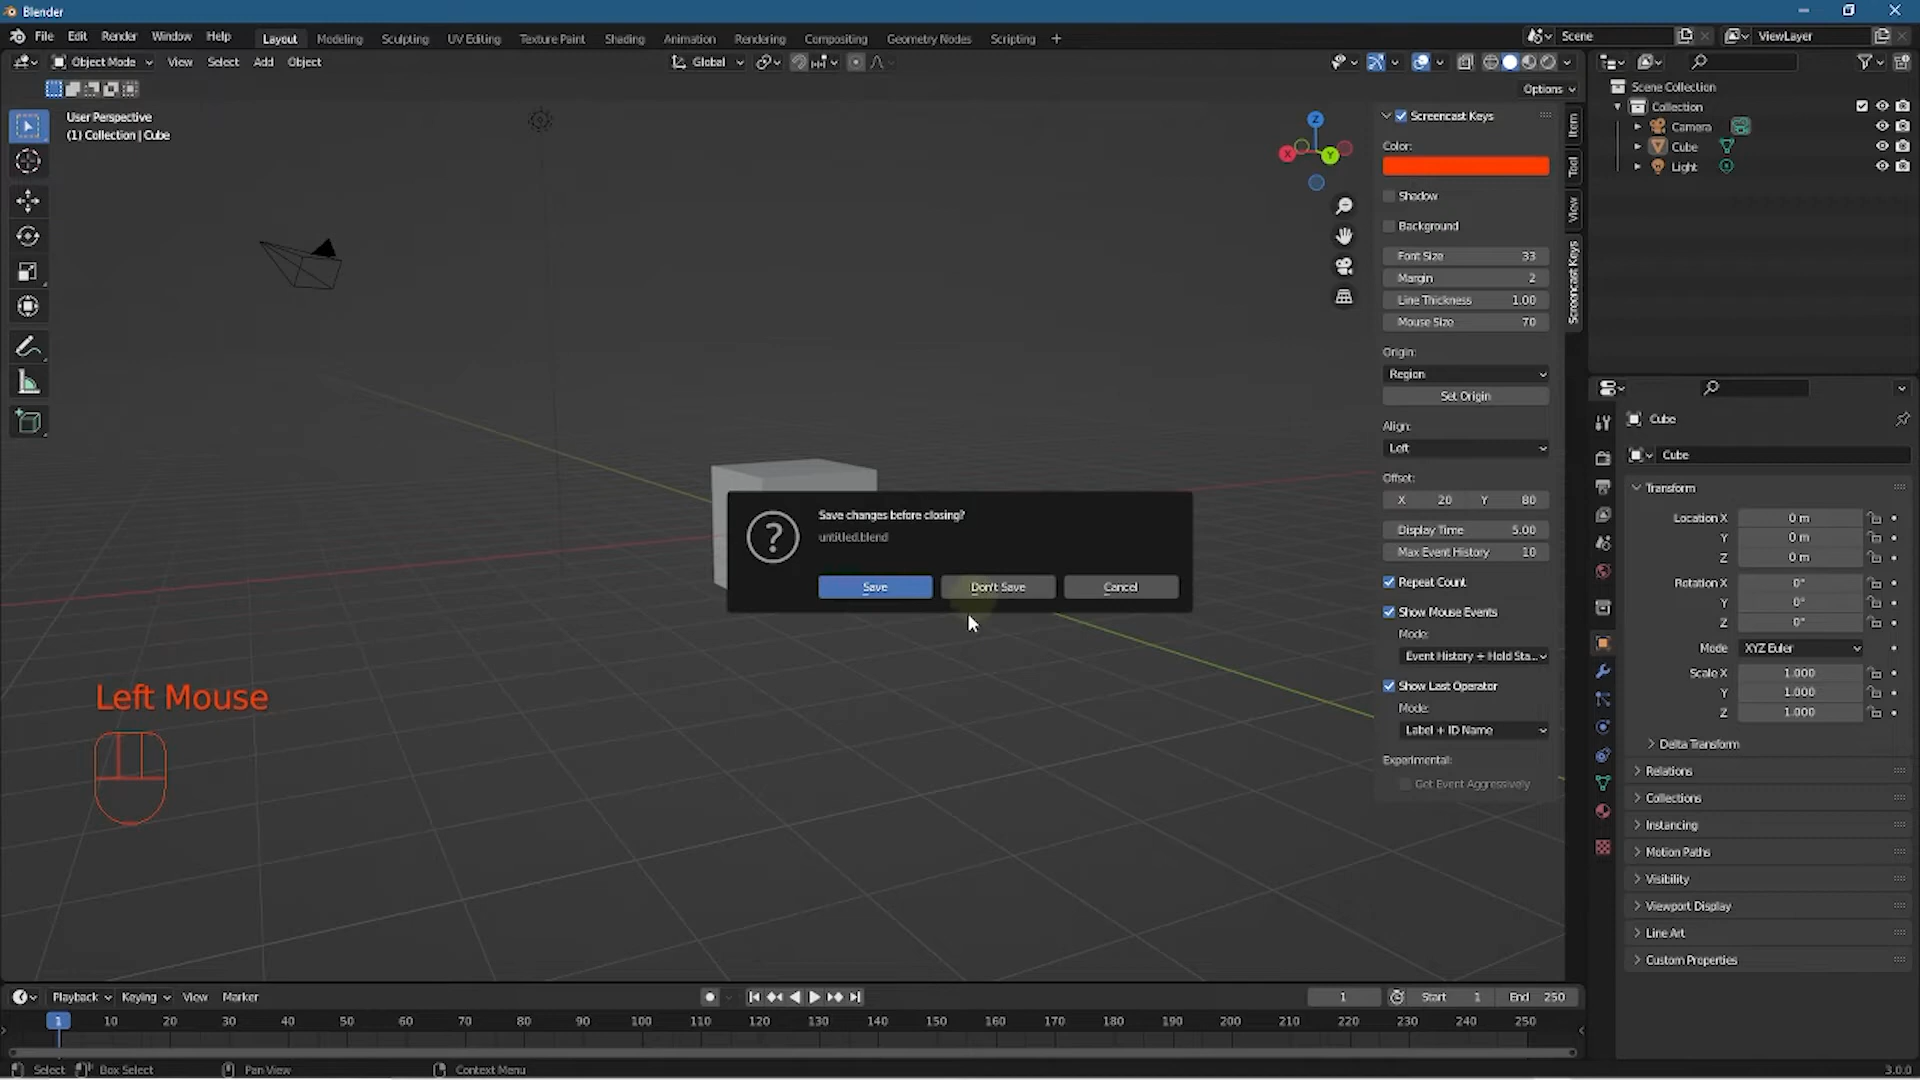 Blender
File Edit Render Window Help Layout Modeling Sculpting UV Editing Texture Paint Shading Animation Rendering Compositing Geometry Nodes Scripting + Scene ViewLayer
Object Mode View Select Add Object Global
Options
User Perspective
(1) Collection | Cube
Z
X
Y
Screencast Keys
Color:
Shadow
Background
Font Size 33
Margin 2
Line Thickness 1.00
Mouse Size 70
Origin:
Region
Set Origin
Align:
Left
Offset:
X 20 Y 80
Display Time 5.00
Max Event History 10
Repeat Count
Show Mouse Events
Mode:
Event History + Hold Sta...
Show Last Operator
Mode:
Label + ID Name
Experimental:
Get Event Aggressively
Item
Tool
View
Screencast Keys
Save changes before closing?
untitled.blend
Save Don't Save Cancel
Left Mouse
Scene Collection
Collection
Camera
Cube
Light
Cube
Cube
Transform
Location X 0 m
Y 0 m
Z 0 m
Rotation X 0°
Y 0°
Z 0°
Mode XYZ Euler
Scale X 1.000
Y 1.000
Z 1.000
Delta Transform
Relations
Collections
Instancing
Motion Paths
Visibility
Viewport Display
Line Art
Custom Properties
Playback Keying View Marker 1 Start 1 End 250
1 10 20 30 40 50 60 70 80 90 100 110 120 130 140 150 160 170 180 190 200 210 220 230 240 250
Select Box Select Pan View Context Menu 3.0.0